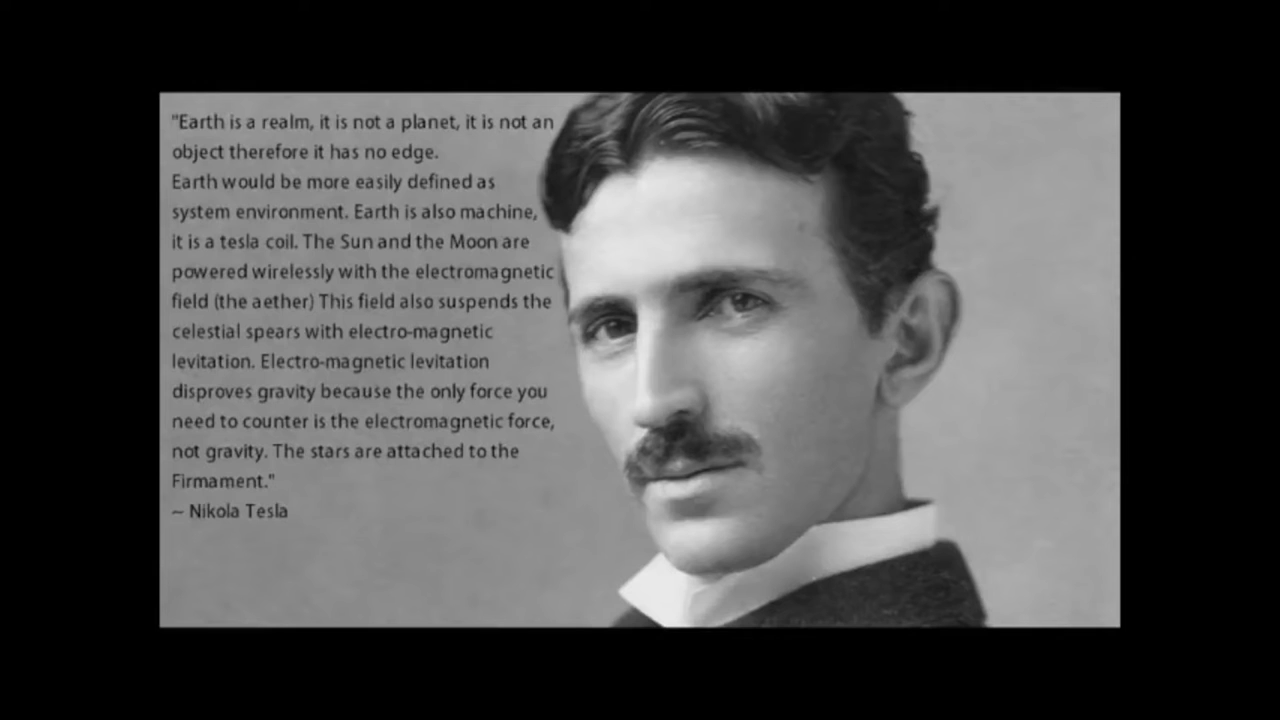 "Earth is a realm, it is not a planet, it is not an
object therefore it has no edge.
Earth would be more easily defined as
system environment. Earth is also machine,
it is a tesla coil. The Sun and the Moon are
powered wirelessly with the electromagnetic
field (the aether) This field also suspends the
celestial spears with electro-magnetic
levitation. Electro-magnetic levitation
disproves gravity because the only force you
need to counter is the electromagnetic force,
not gravity. The stars are attached to the
Firmament."
~ Nikola Tesla